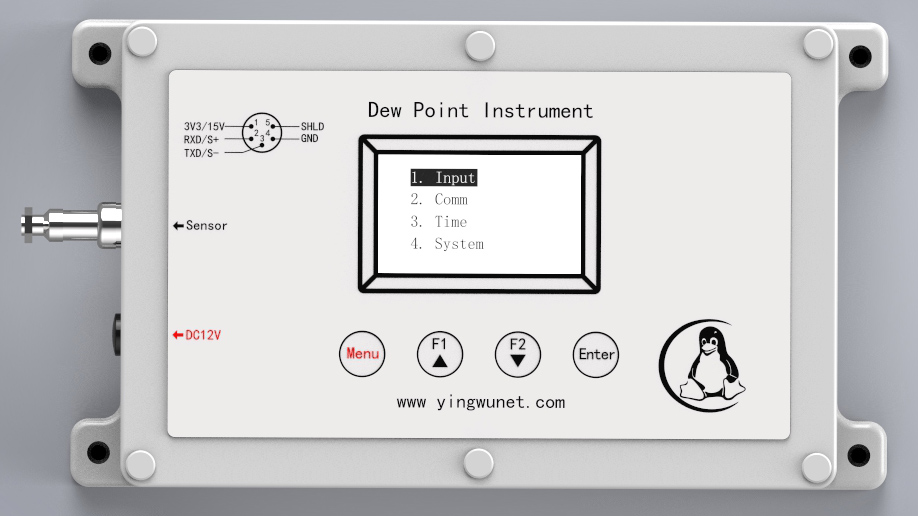 Dew Point Instrument
3V3/15V 1 5 SHLD
RXD/S+ 2 4 GND
TXD/S- 3
1. Input
2. Comm
3. Time
4. System
Sensor
DC12V
Menu
F1
F2
Enter
www yingwunet.com